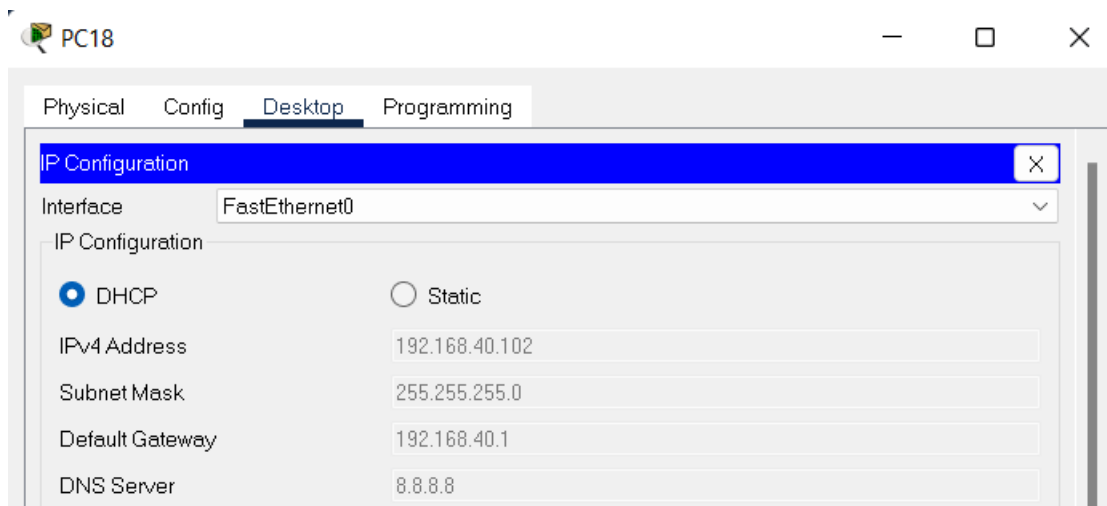 PC18
Physical Config Desktop Programming
IP Configuration X
Interface FastEthernet0
IP Configuration
DHCP Static
IPv4 Address 192.168.40.102
Subnet Mask 255.255.255.0
Default Gateway 192.168.40.1
DNS Server 8.8.8.8